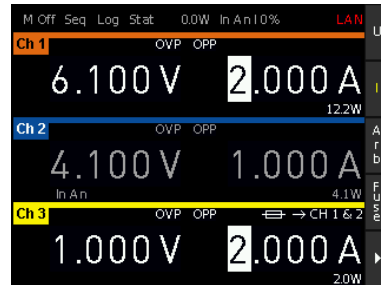 M Off Seq Log Stat 0.0W In An I 0% LAN
U
Ch 1 OVP OPP
6.100 V 2.000 A
I
12.2W
Ch 2 OVP OPP
Arb
4.100 V 1.000 A
In An 4.1W
Fuse
Ch 3 OVP OPP → CH 1 & 2
1.000 V 2.000 A
2.0W